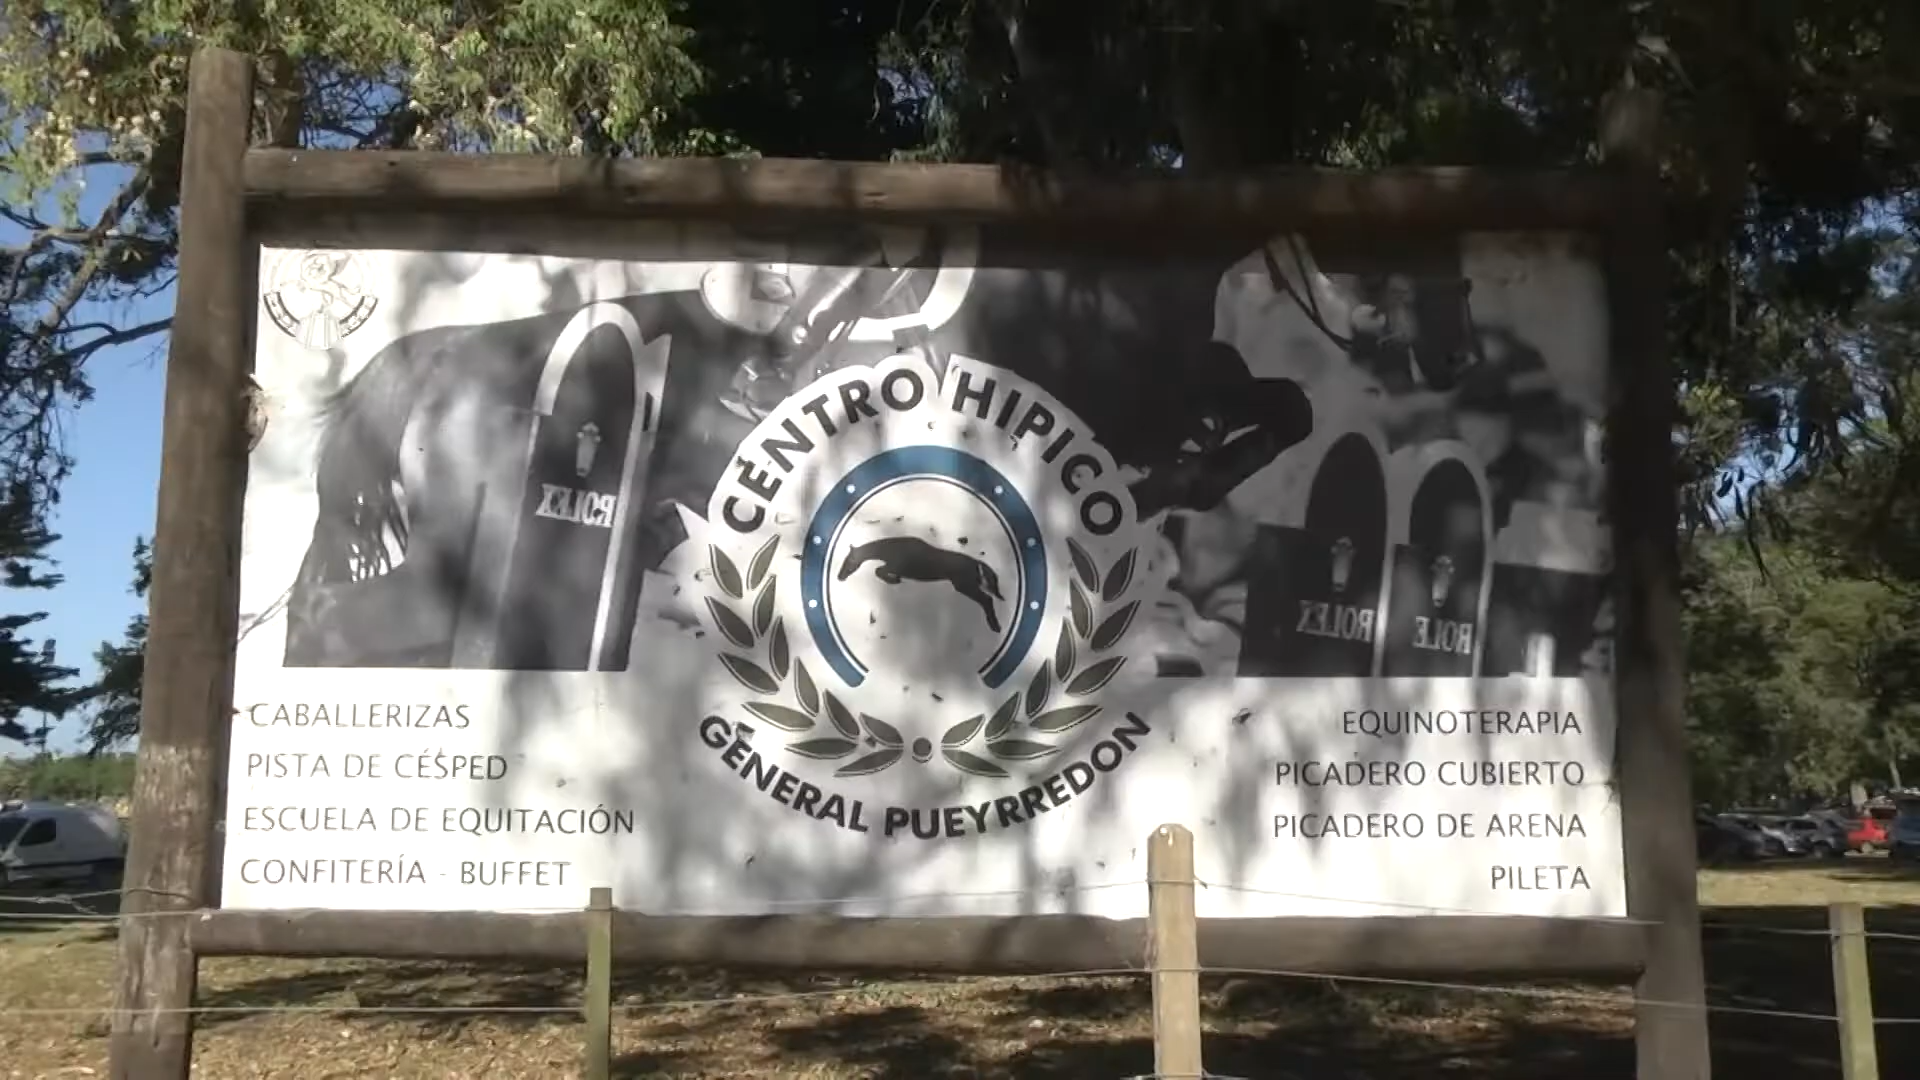 CENTRO HIPICO
GENERAL PUEYRREDON
ROLEX
ROLEX
ROLE
CABALLERIZAS
PISTA DE CÉSPED
ESCUELA DE EQUITACIÓN
CONFITERÍA - BUFFET
EQUINOTERAPIA
PICADERO CUBIERTO
PICADERO DE ARENA
PILETA